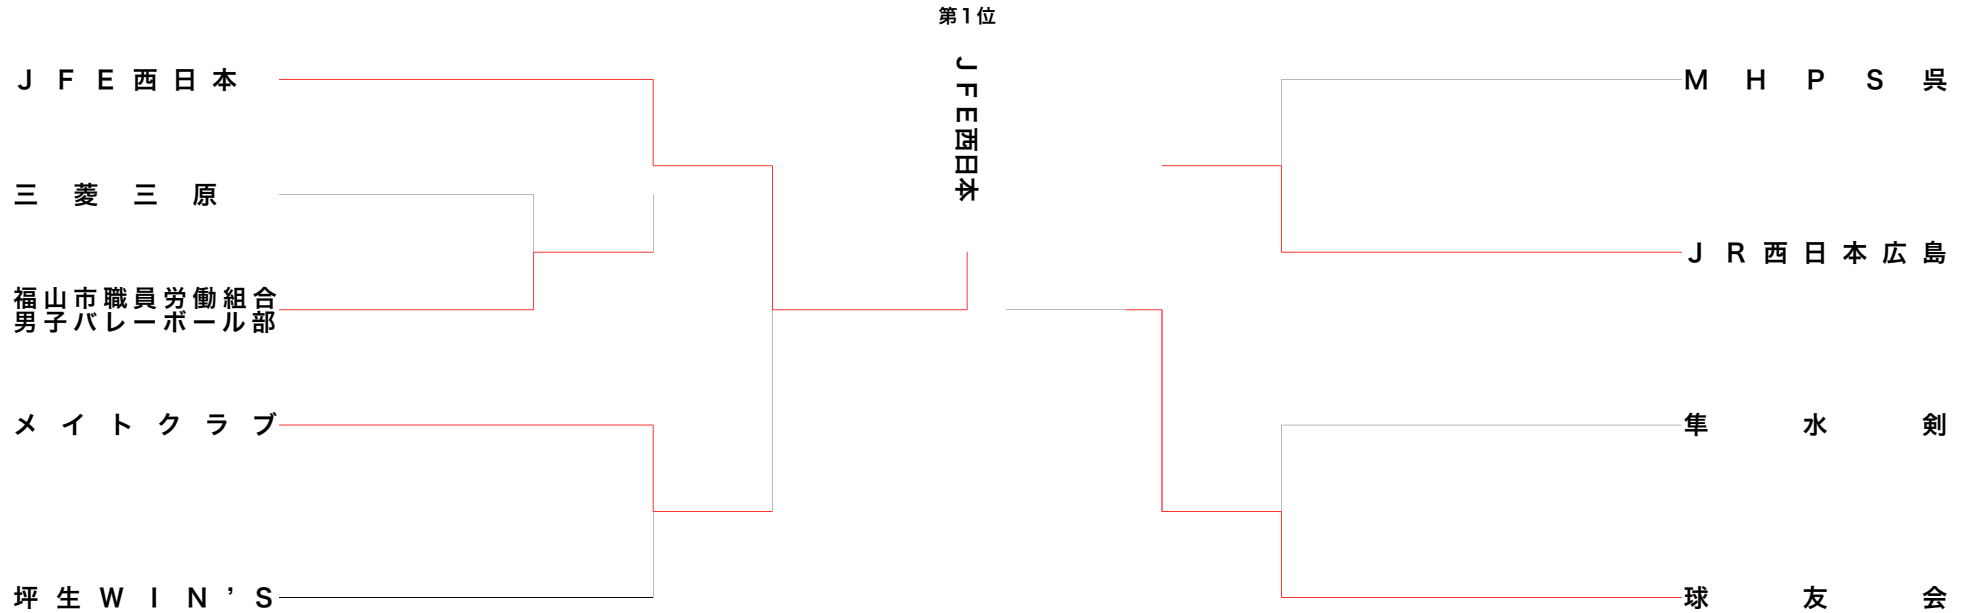 第1位
JFE西日本
JFE西日本
三菱三原
福山市職員労働組合
男子バレーボール部
メイトクラブ
坪生WIN’S
MHPS呉
JR西日本広島
隼水剣
球友会